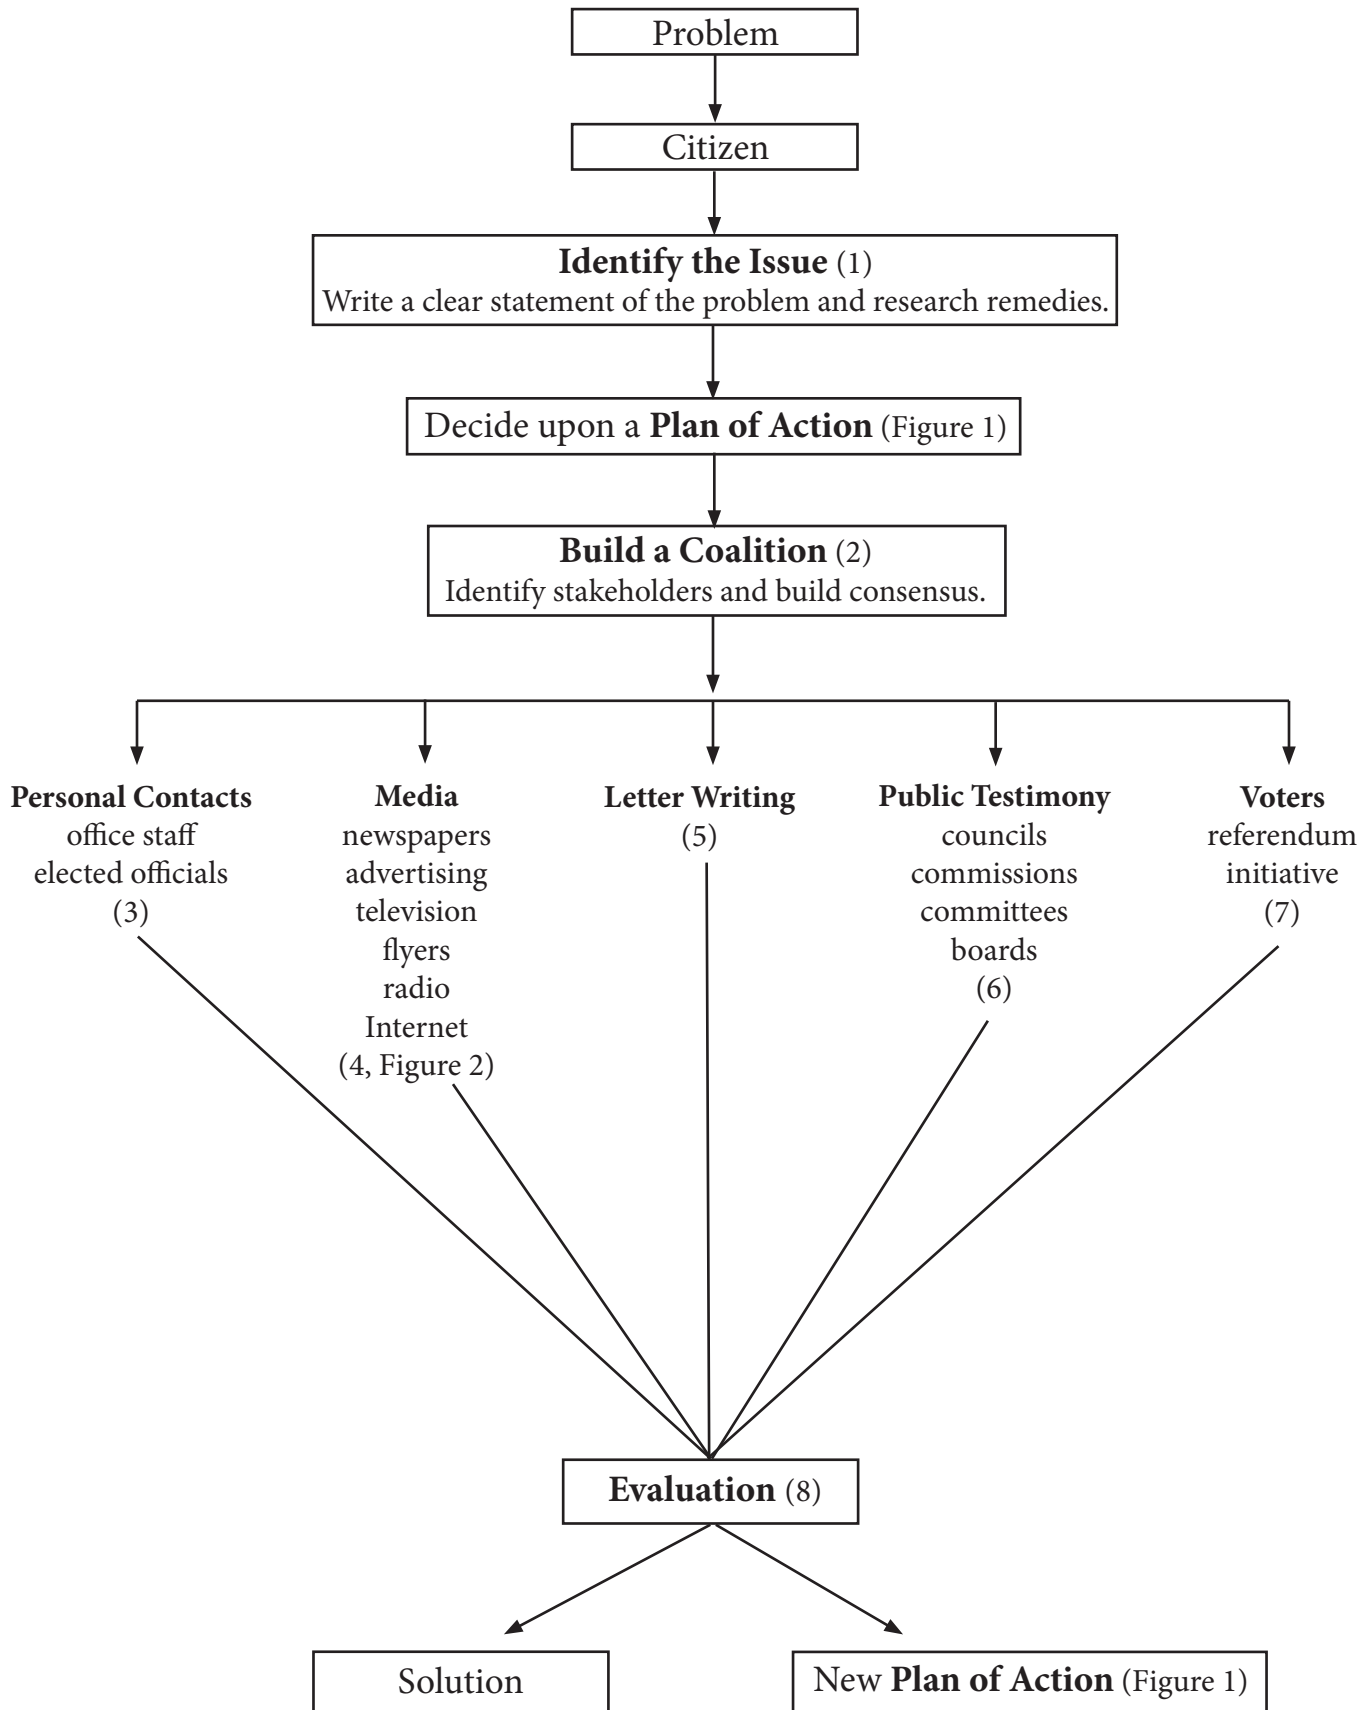 Problem
Citizen
Identify the Issue (1)
Write a clear statement of the problem and research remedies.
Decide upon a Plan of Action (Figure 1)
Build a Coalition (2)
Identify stakeholders and build consensus.
Personal Contacts
office staff
elected officials
(3)
Media
newspapers
advertising
television
flyers
radio
Internet
(4, Figure 2)
Letter Writing
(5)
Public Testimony
councils
commissions
committees
boards
(6)
Voters
referendum
initiative
(7)
Evaluation (8)
Solution
New Plan of Action (Figure 1)